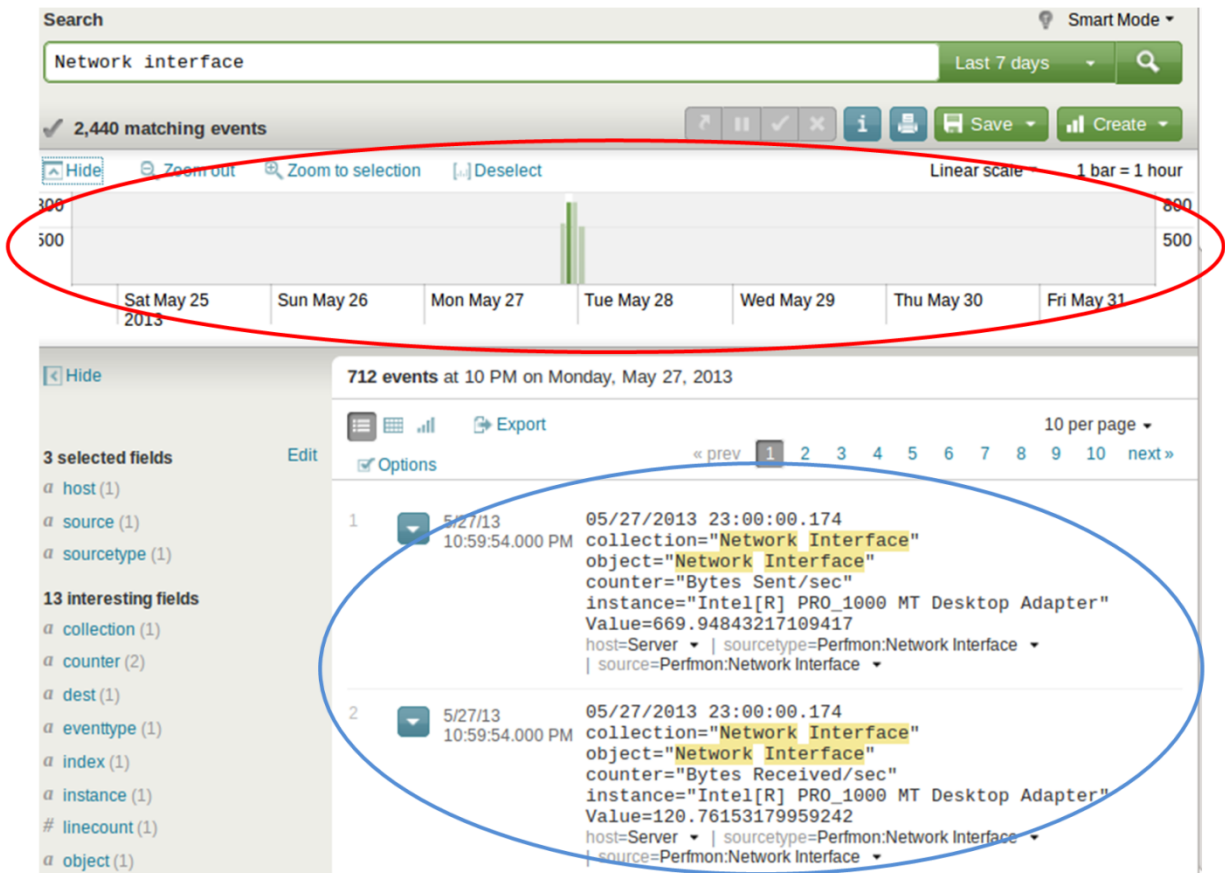 Search
Smart Mode
Network interface
Last 7 days
2,440 matching events
i
Save
Create
Hide
Zoom out
Zoom to selection
Deselect
Linear scale
1 bar = 1 hour
800
800
500
500
Sat May 25
2013
Sun May 26
Mon May 27
Tue May 28
Wed May 29
Thu May 30
Fri May 31
Hide
712 events at 10 PM on Monday, May 27, 2013
Export
10 per page
3 selected fields
Edit
Options
« prev 1 2 3 4 5 6 7 8 9 10 next »
a host (1)
a source (1)
a sourcetype (1)
13 interesting fields
a collection (1)
a counter (2)
a dest (1)
a eventtype (1)
a index (1)
a instance (1)
# linecount (1)
a object (1)
1
5/27/13
10:59:54.000 PM
05/27/2013 23:00:00.174
collection="Network Interface"
object="Network Interface"
counter="Bytes Sent/sec"
instance="Intel[R] PRO_1000 MT Desktop Adapter"
Value=669.94843217109417
host=Server | sourcetype=Perfmon:Network Interface
| source=Perfmon:Network Interface
2
5/27/13
10:59:54.000 PM
05/27/2013 23:00:00.174
collection="Network Interface"
object="Network Interface"
counter="Bytes Received/sec"
instance="Intel[R] PRO_1000 MT Desktop Adapter"
Value=120.76153179959242
host=Server | sourcetype=Perfmon:Network Interface
| source=Perfmon:Network Interface